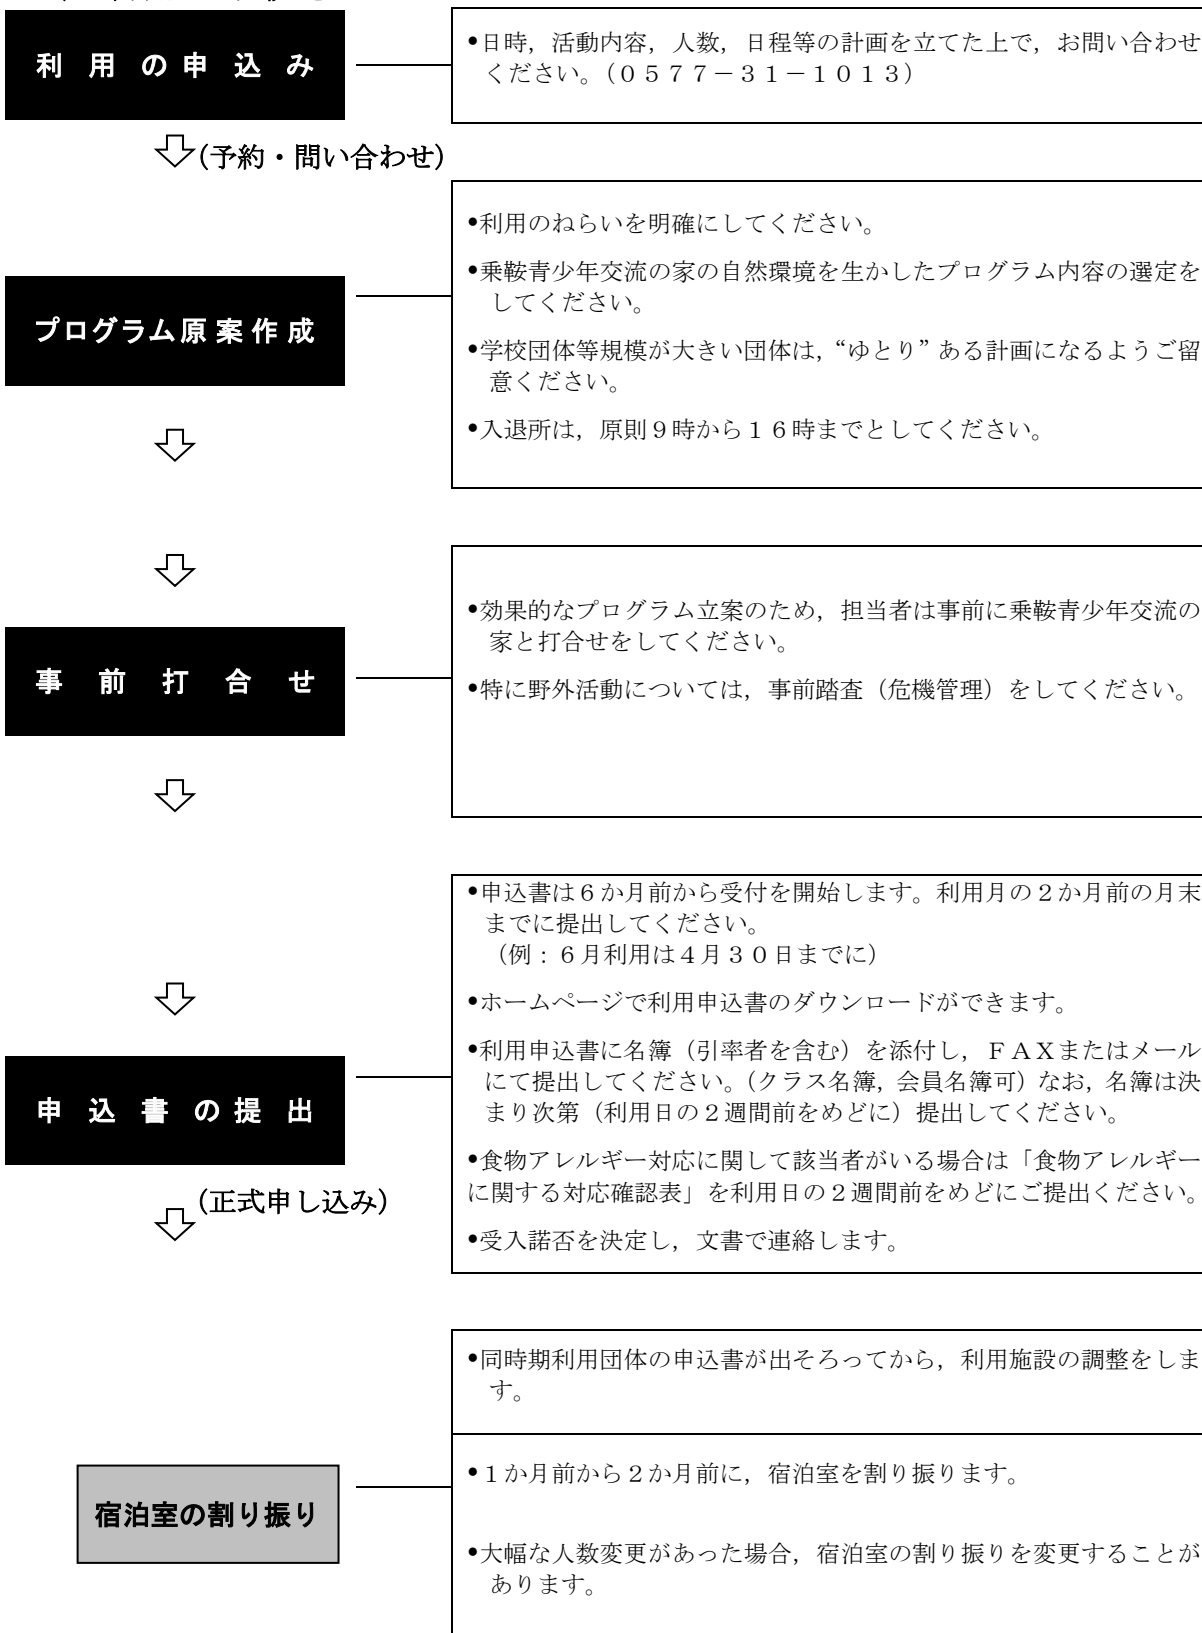 利用の申込み
•日時，活動内容，人数，日程等の計画を立てた上で，お問い合わせ
ください。（０５７７－３１－１０１３）
(予約・問い合わせ)
プログラム原案作成
•利用のねらいを明確にしてください。
•乗鞍青少年交流の家の自然環境を生かしたプログラム内容の選定を
してください。
•学校団体等規模が大きい団体は，“ゆとり”ある計画になるようご留
意ください。
•入退所は，原則９時から１６時までとしてください。
事前打合せ
•効果的なプログラム立案のため，担当者は事前に乗鞍青少年交流の
家と打合せをしてください。
•特に野外活動については，事前踏査（危機管理）をしてください。
申込書の提出
(正式申し込み)
•申込書は６か月前から受付を開始します。利用月の２か月前の月末
までに提出してください。
（例：６月利用は４月３０日までに）
•ホームページで利用申込書のダウンロードができます。
•利用申込書に名簿（引率者を含む）を添付し，ＦＡＸまたはメール
にて提出してください。（クラス名簿，会員名簿可）なお，名簿は決
まり次第（利用日の２週間前をめどに）提出してください。
•食物アレルギー対応に関して該当者がいる場合は「食物アレルギー
に関する対応確認表」を利用日の２週間前をめどにご提出ください。
•受入諾否を決定し，文書で連絡します。
•同時期利用団体の申込書が出そろってから，利用施設の調整をしま
す。
宿泊室の割り振り
•１か月前から２か月前に，宿泊室を割り振ります。
•大幅な人数変更があった場合，宿泊室の割り振りを変更することが
あります。